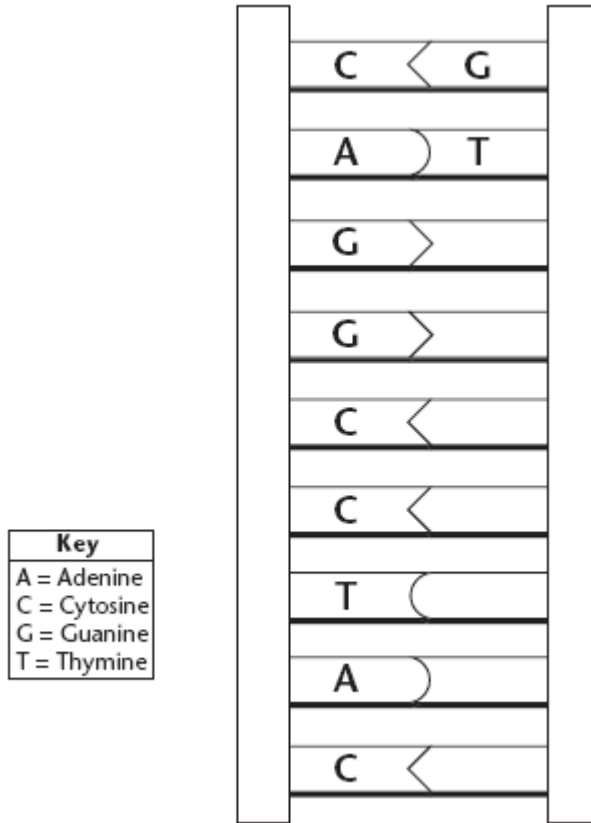 C G
A T
G
G
C
C
T
A
C
Key
A = Adenine
C = Cytosine
G = Guanine
T = Thymine